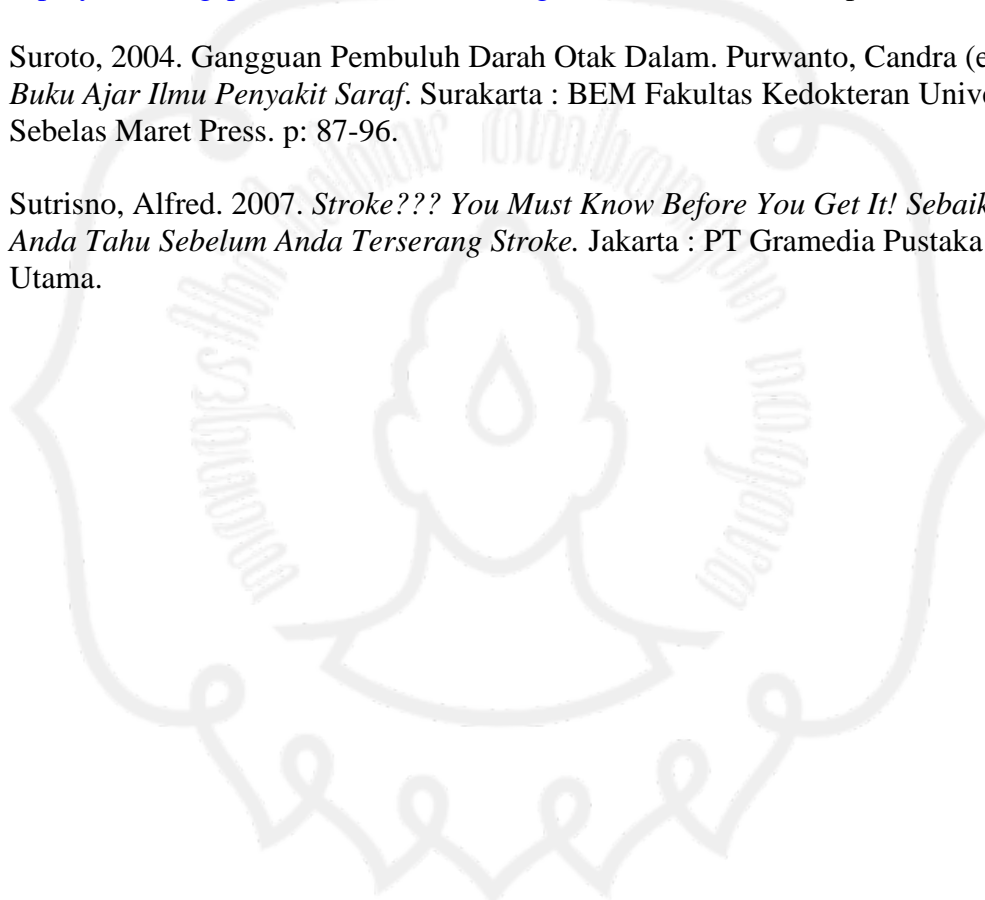 Suroto, 2004. Gangguan Pembuluh Darah Otak Dalam. Purwanto, Candra
Buku Ajar Ilmu Penyakit Saraf. Surakarta : BEM Fakultas Kedokteran
Sebelas Maret Press. p: 87-96.
Sutrisno, Alfred. 2007. Stroke??? You Must Know Before You Get It!
Anda Tahu Sebelum Anda Terserang Stroke. Jakarta : PT Gramedia Pustaka
Utama.